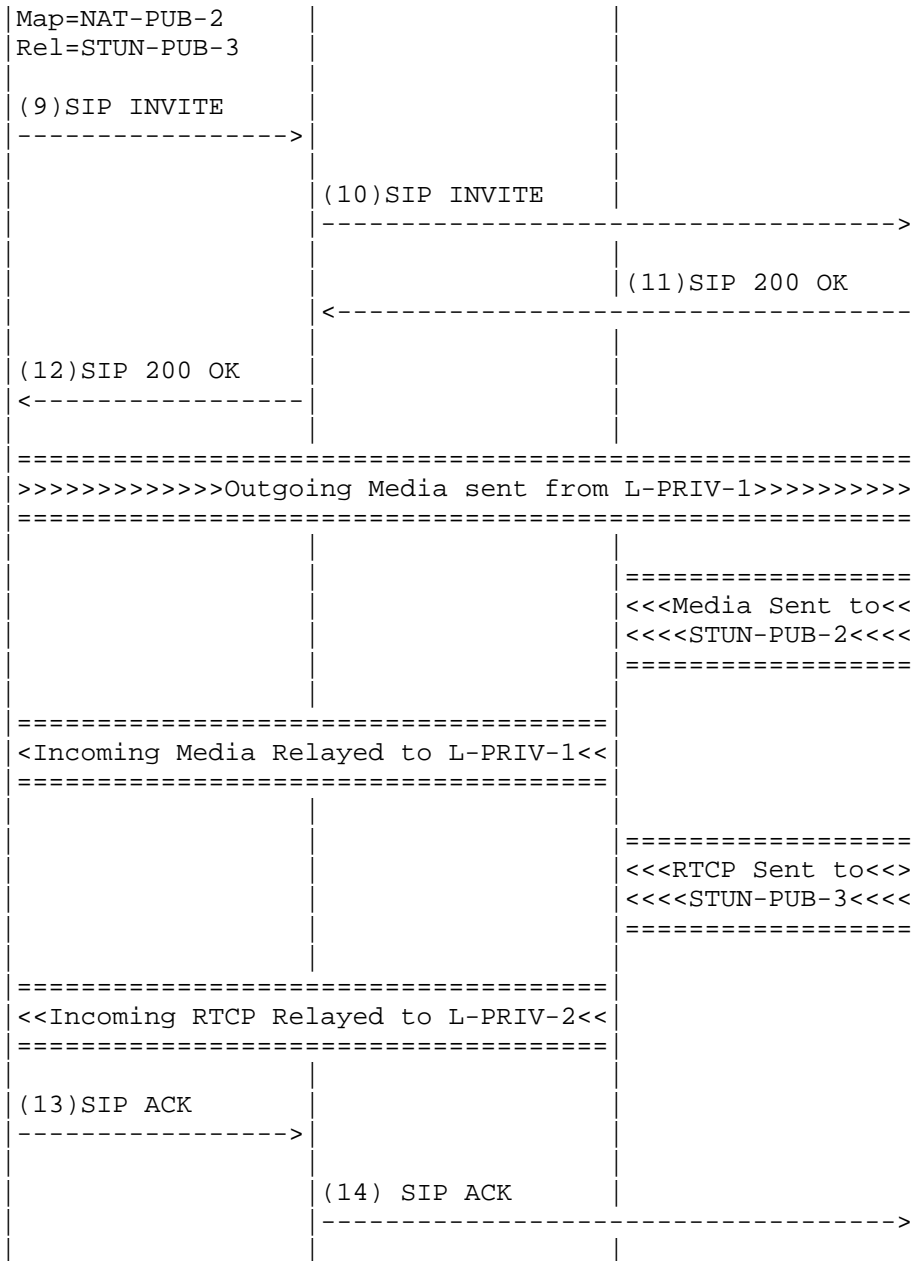 |Map=NAT-PUB-2     |                  |
|Rel=STUN-PUB-3
|                  |                  |
|(9)SIP INVITE     |                  |
|----------------->|                  |
|                  |                  |
|                  |(10)SIP INVITE    |
|                  |------------------------------------>
|                  |                  |
|                  |                  |(11)SIP 200 OK
|                  |<------------------------------------
|                  |                  |
|(12)SIP 200 OK    |                  |
|<-----------------|                  |
|                  |                  |
|========================================================
|>>>>>>>>>>>>>Outgoing Media sent from L-PRIV-1>>>>>>>>>>
|========================================================
|                  |                  |
|                  |                  |==================
|                  |                  |<<<Media Sent to<<
|                  |                  |<<<<STUN-PUB-2<<<<
|                  |                  |==================
|                  |                  |
|=====================================|
|<Incoming Media Relayed to L-PRIV-1<<|
|=====================================|
|                  |                  |
|                  |                  |==================
|                  |                  |<<<RTCP Sent to<<>
|                  |                  |<<<<STUN-PUB-3<<<<
|                  |                  |==================
|                  |                  |
|=====================================|
|<<Incoming RTCP Relayed to L-PRIV-2<<|
|=====================================|
|                  |                  |
|(13)SIP ACK       |                  |
|----------------->|                  |
|                  |                  |
|                  |(14) SIP ACK      |
|                  |------------------------------------>
|                  |                  |